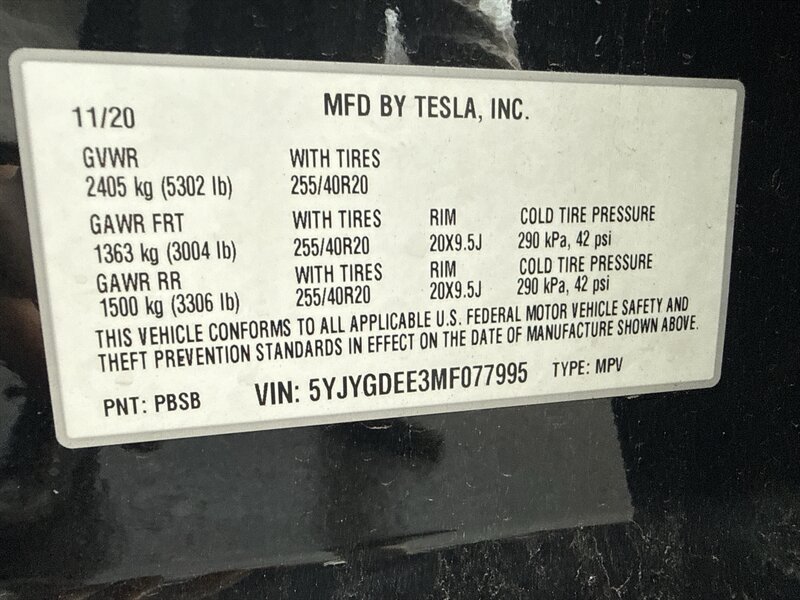 11/20 MFD BY TESLA, INC.
GVWR WITH TIRES
2405 kg (5302 lb) 255/40R20
GAWR FRT WITH TIRES RIM COLD TIRE PRESSURE
1363 kg (3004 lb) 255/40R20 20X9.5J 290 kPa, 42 psi
GAWR RR WITH TIRES RIM COLD TIRE PRESSURE
1500 kg (3306 lb) 255/40R20 20X9.5J 290 kPa, 42 psi
THIS VEHICLE CONFORMS TO ALL APPLICABLE U.S. FEDERAL MOTOR VEHICLE SAFETY AND
THEFT PREVENTION STANDARDS IN EFFECT ON THE DATE OF MANUFACTURE SHOWN ABOVE.
PNT: PBSB VIN: 5YJYGDEE3MF077995 TYPE: MPV